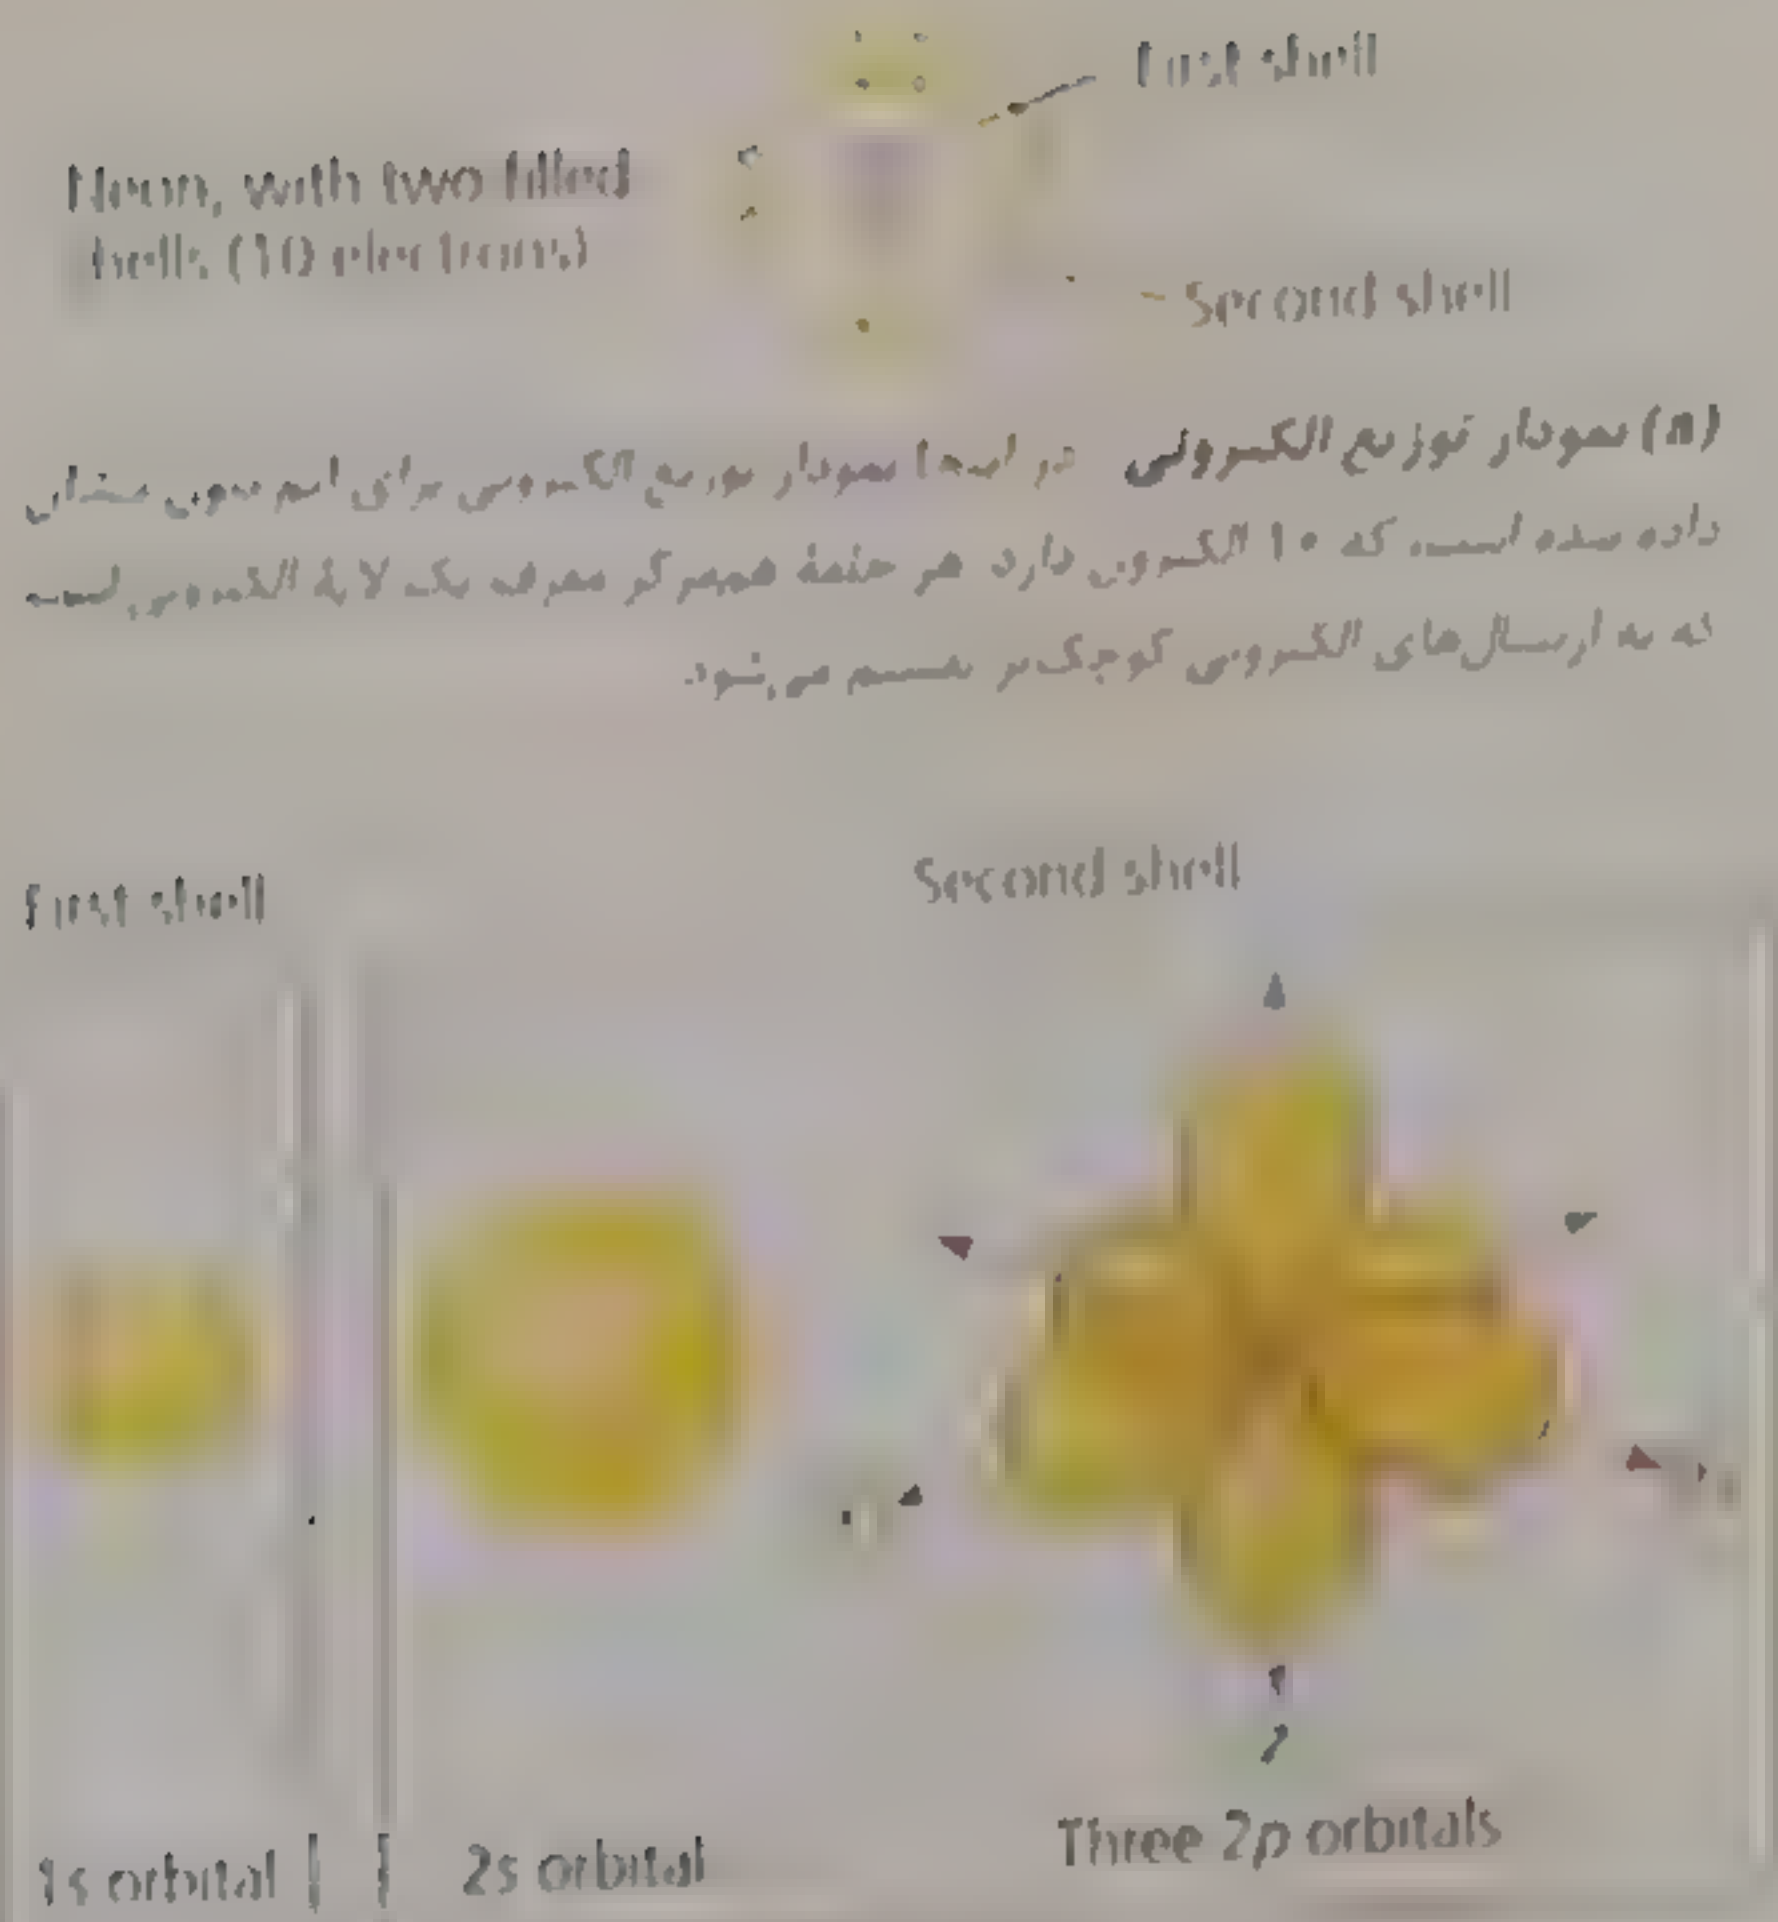 First shell
Neon, with two filled
shells (10 electrons)
Second shell
(a) نمودار توزیع الکترونی در اینجا نمودار توزیع الکترونی برای اتم نئون نشان
داده شده است، که ۱۰ الکترون دارد هر حلقهٔ هم‌مرکز معرف یک لایهٔ الکترونی است
که به اربیتال‌های الکترونی کوچک‌تر تقسیم می‌شود.
First shell
Second shell
1s orbital
2s orbital
Three 2p orbitals